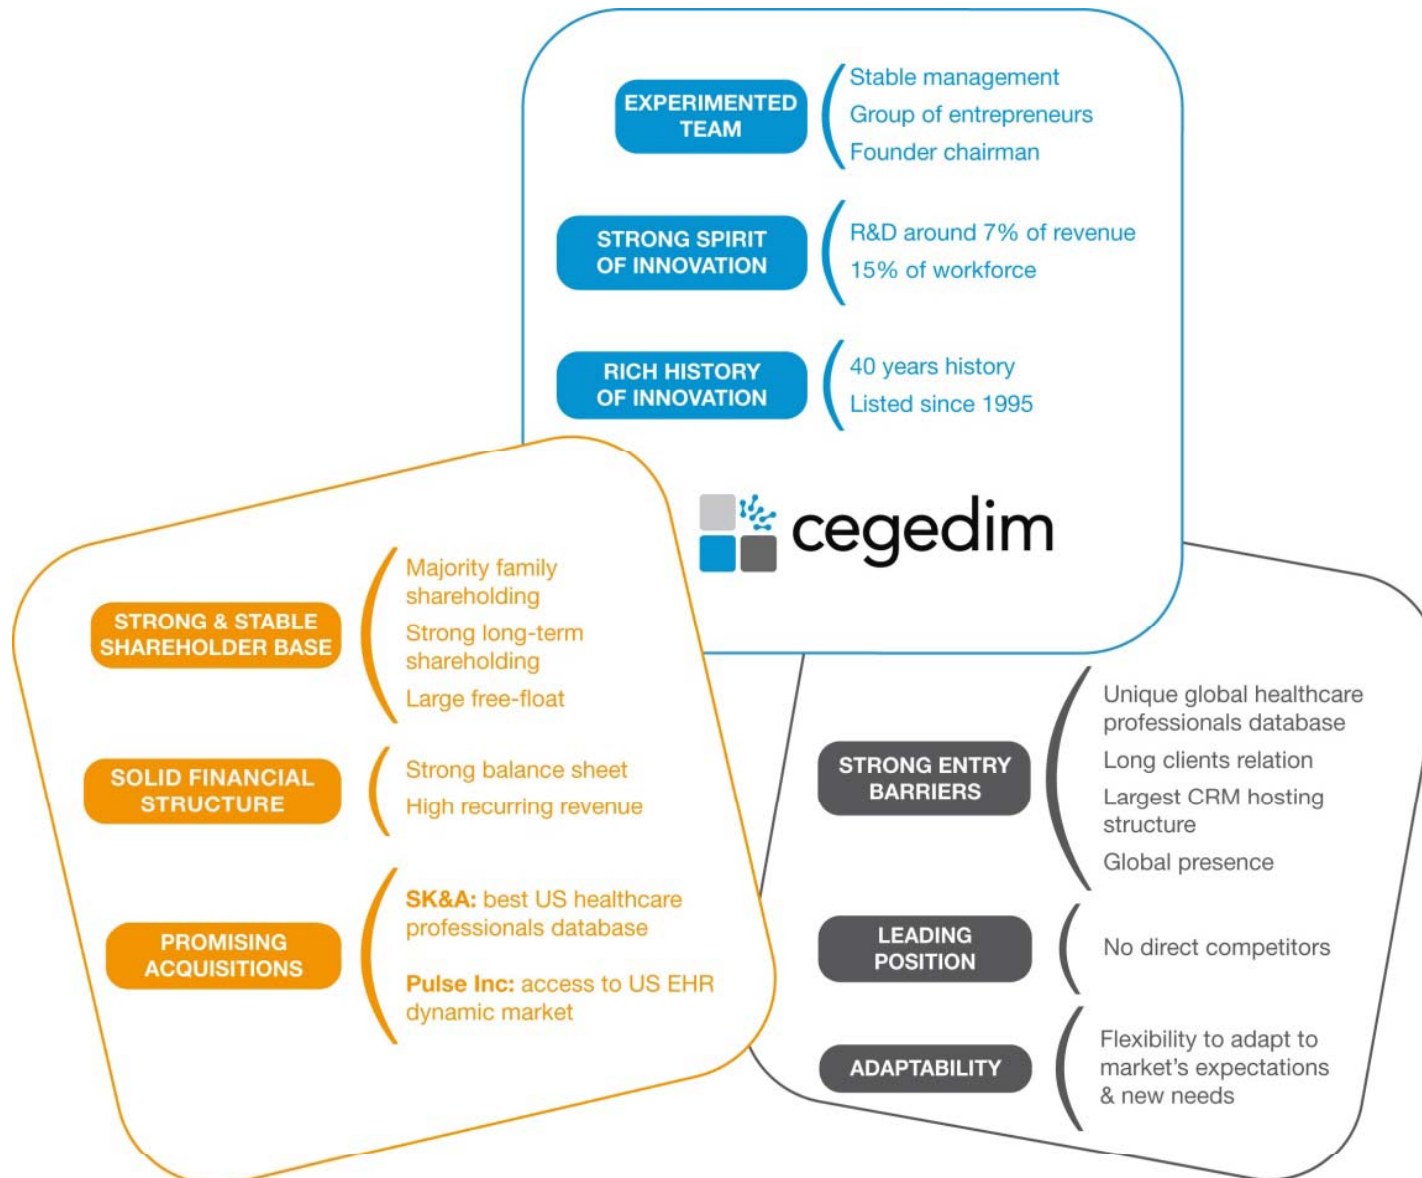 EXPERIMENTED
TEAM
Stable management
Group of entrepreneurs
Founder chairman
STRONG SPIRIT
OF INNOVATION
R&D around 7% of revenue
15% of workforce
RICH HISTORY
OF INNOVATION
40 years history
Listed since 1995
cegedim
STRONG & STABLE
SHAREHOLDER BASE
Majority family
shareholding
Strong long-term
shareholding
Large free-float
SOLID FINANCIAL
STRUCTURE
Strong balance sheet
High recurring revenue
PROMISING
ACQUISITIONS
SK&A: best US healthcare
professionals database
Pulse Inc: access to US EHR
dynamic market
STRONG ENTRY
BARRIERS
Unique global healthcare
professionals database
Long clients relation
Largest CRM hosting
structure
Global presence
LEADING
POSITION
No direct competitors
ADAPTABILITY
Flexibility to adapt to
market's expectations
& new needs